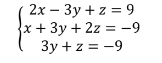 2x − 3y + z = 9
x + 3y + 2z = −9
3y + z = −9